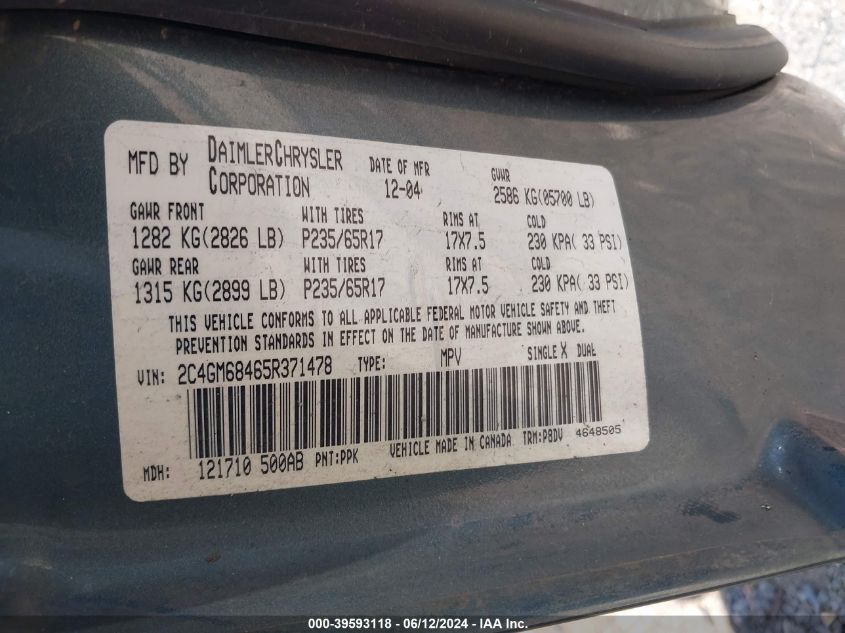 MFD BY DAIMLERCHRYSLER CORPORATION DATE OF MFR 12-04 GVWR 2586 KG(05700 LB)
GAWR FRONT WITH TIRES RIMS AT COLD
1282 KG(2826 LB) P235/65R17 17X7.5 230 KPA( 33 PSI)
GAWR REAR WITH TIRES RIMS AT COLD
1315 KG(2899 LB) P235/65R17 17X7.5 230 KPA( 33 PSI)
THIS VEHICLE CONFORMS TO ALL APPLICABLE FEDERAL MOTOR VEHICLE SAFETY AND THEFT
PREVENTION STANDARDS IN EFFECT ON THE DATE OF MANUFACTURE SHOWN ABOVE.
VIN: 2C4GM68465R371478 TYPE: MPV SINGLE X DUAL
MDH: 121710 500AB PNT:PPK VEHICLE MADE IN CANADA TRM:P8DV 4648505
000-39593118 - 06/12/2024 - IAA Inc.